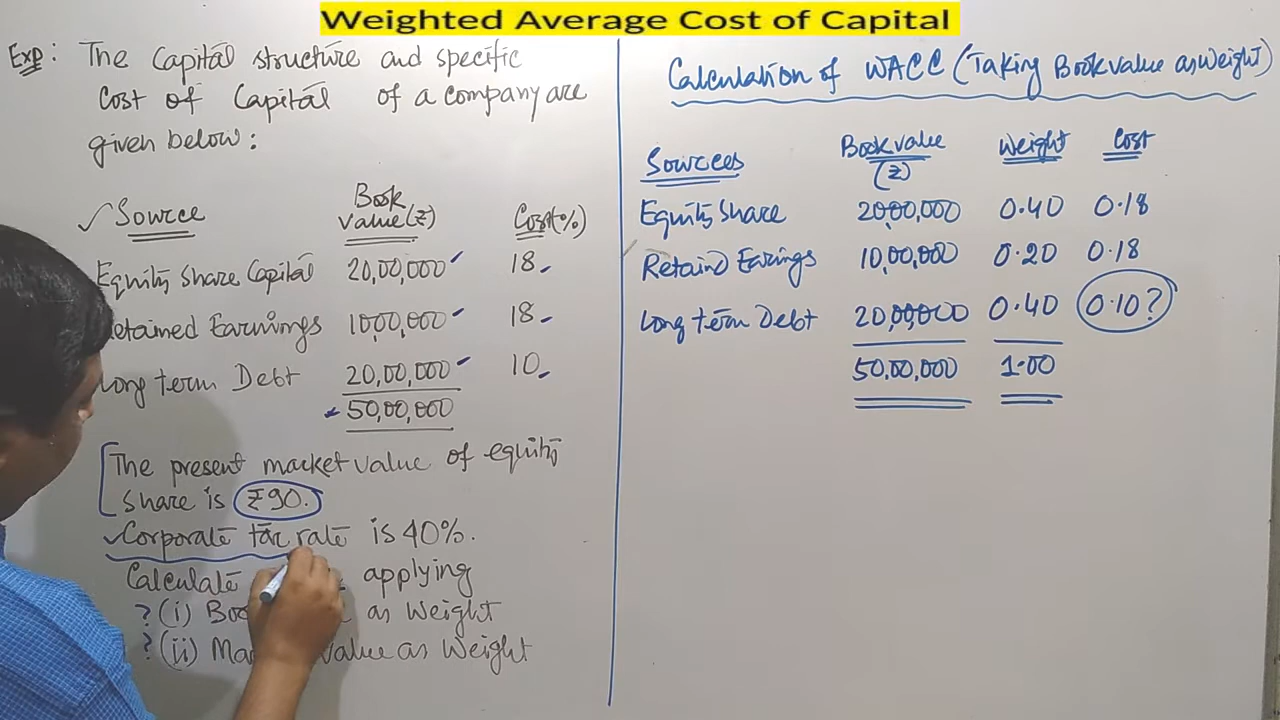 Weighted Average Cost of Capital
Exp: The Capital structure and specific
Cost of Capital of a company are
given below:
✓Source Book Value(₹) Cost(%)
Equity Share Capital 20,00,000 18
Retained Earnings 10,00,000 18
Long term Debt 20,00,000 10
50,00,000
The present market value of equity
share is ₹90.
✓Corporate tax rate is 40%.
Calculate applying
? (i) as Weight
? (ii) Value as Weight
Calculation of WACC (Taking Book value as Weight)
Sources Book value (₹) Weight Cost
Equity Share 20,00,000 0.40 0.18
Retaind Earings 10,00,000 0.20 0.18
Long term Debt 20,00,000 0.40 0.10?
50,00,000 1.00